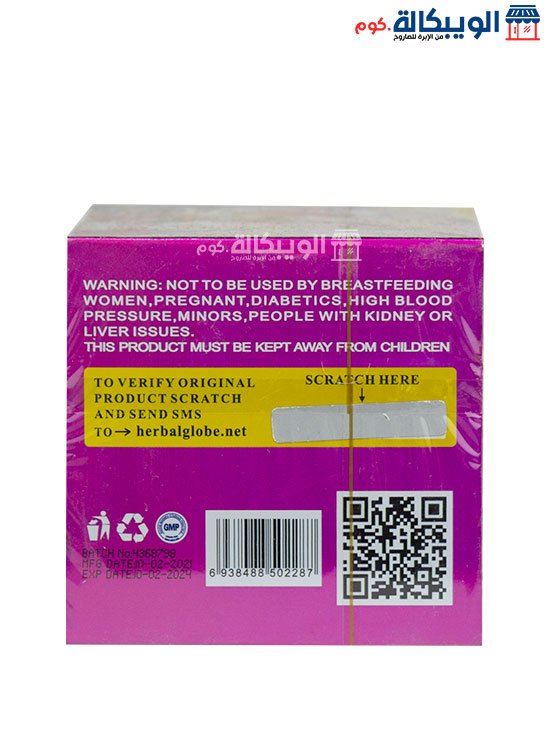 الويبكالة.كوم
من الإبرة للصاروخ
الويبكالة.كوم
من الإبرة للصاروخ
WARNING: NOT TO BE USED BY BREASTFEEDING
WOMEN,PREGNANT,DIABETICS,HIGH BLOOD
PRESSURE,MINORS,PEOPLE WITH KIDNEY OR
LIVER ISSUES.
THIS PRODUCT MUST BE KEPT AWAY FROM CHILDREN
TO VERIFY ORIGINAL
PRODUCT SCRATCH
AND SEND SMS
TO→ herbalglobe.net
SCRATCH HERE
GMP
BATCH No:4368798
MFG DATE:10-02-2021
EXP DATE:10-02-2024
6 938488 502287